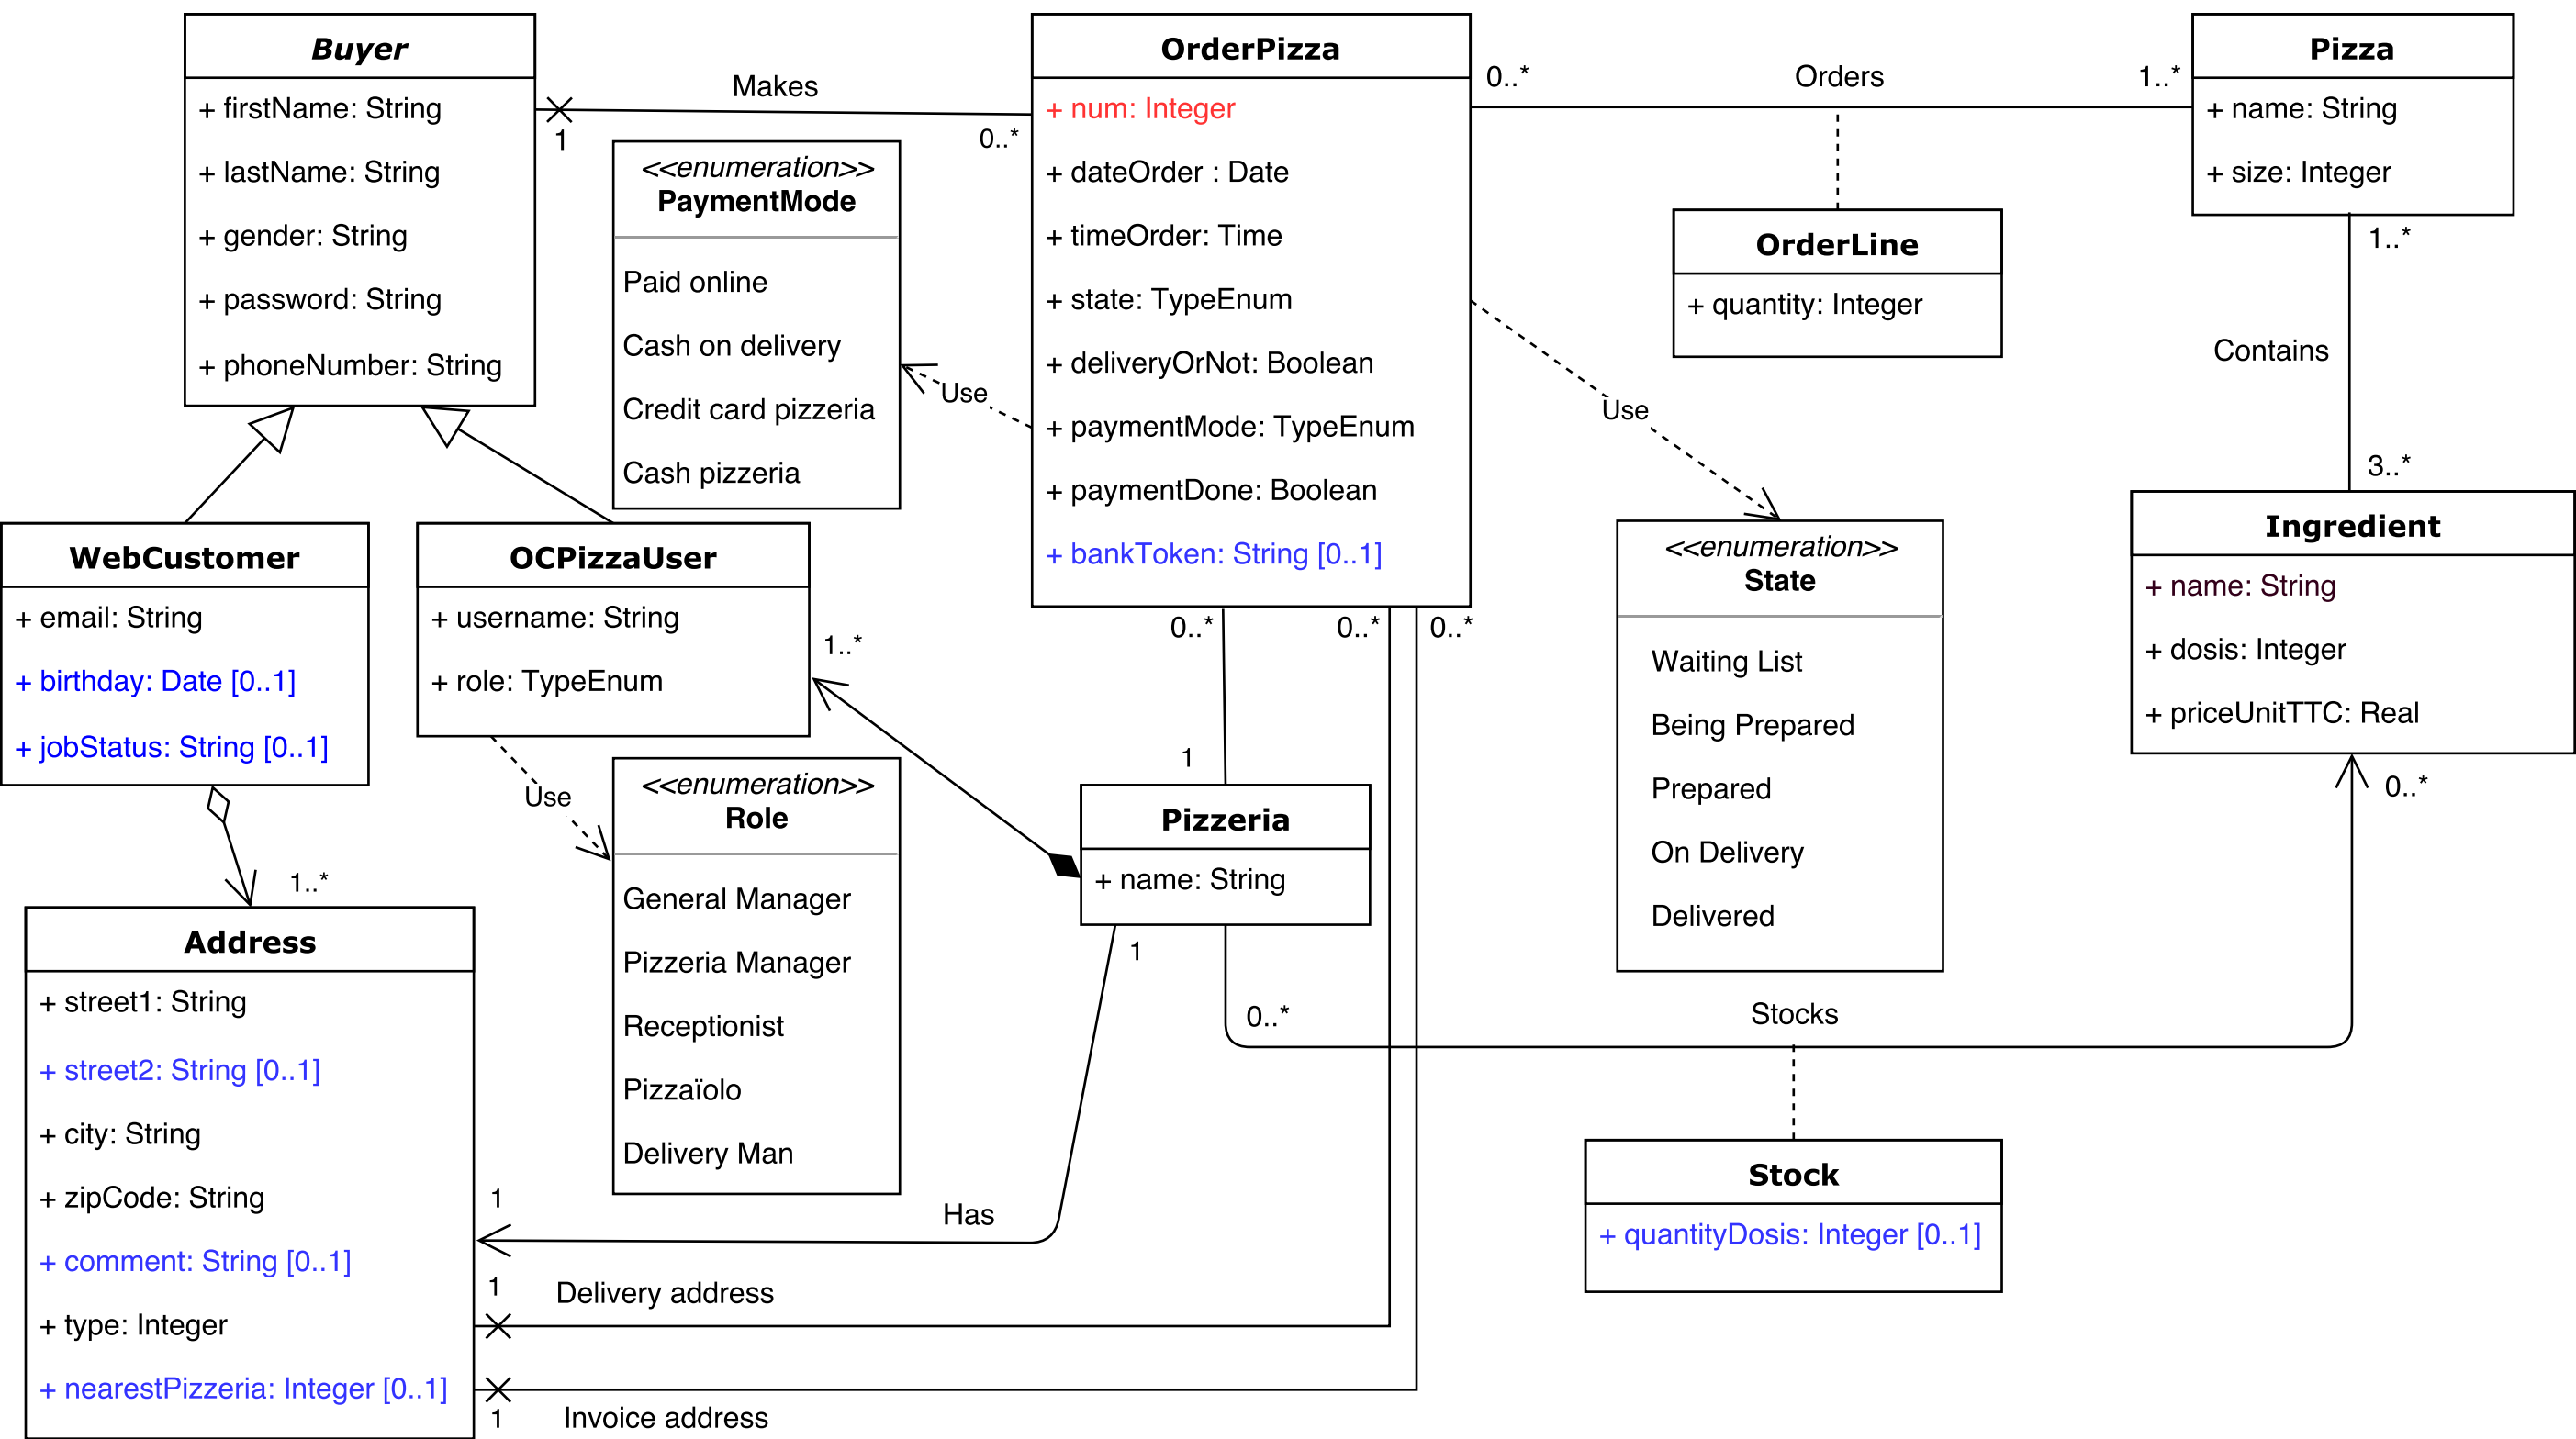 Buyer
+ firstName: String
+ lastName: String
+ gender: String
+ password: String
+ phoneNumber: String
Makes
1
0..*
<<enumeration>>
PaymentMode
Paid online
Cash on delivery
Credit card pizzeria
Cash pizzeria
Use
OrderPizza
+ num: Integer
+ dateOrder : Date
+ timeOrder: Time
+ state: TypeEnum
+ deliveryOrNot: Boolean
+ paymentMode: TypeEnum
+ paymentDone: Boolean
+ bankToken: String [0..1]
0..*
Orders
1..*
Pizza
+ name: String
+ size: Integer
OrderLine
+ quantity: Integer
1..*
Contains
3..*
Use
<<enumeration>>
State
Waiting List
Being Prepared
Prepared
On Delivery
Delivered
Ingredient
+ name: String
+ dosis: Integer
+ priceUnitTTC: Real
0..*
WebCustomer
+ email: String
+ birthday: Date [0..1]
+ jobStatus: String [0..1]
1..*
OCPizzaUser
+ username: String
+ role: TypeEnum
1..*
Use
<<enumeration>>
Role
General Manager
Pizzeria Manager
Receptionist
Pizzaïolo
Delivery Man
0..*
0..*
0..*
1
Pizzeria
+ name: String
1
0..*
Stocks
Stock
+ quantityDosis: Integer [0..1]
Address
+ street1: String
+ street2: String [0..1]
+ city: String
+ zipCode: String
+ comment: String [0..1]
+ type: Integer
+ nearestPizzeria: Integer [0..1]
1
Has
1
Delivery address
1
Invoice address